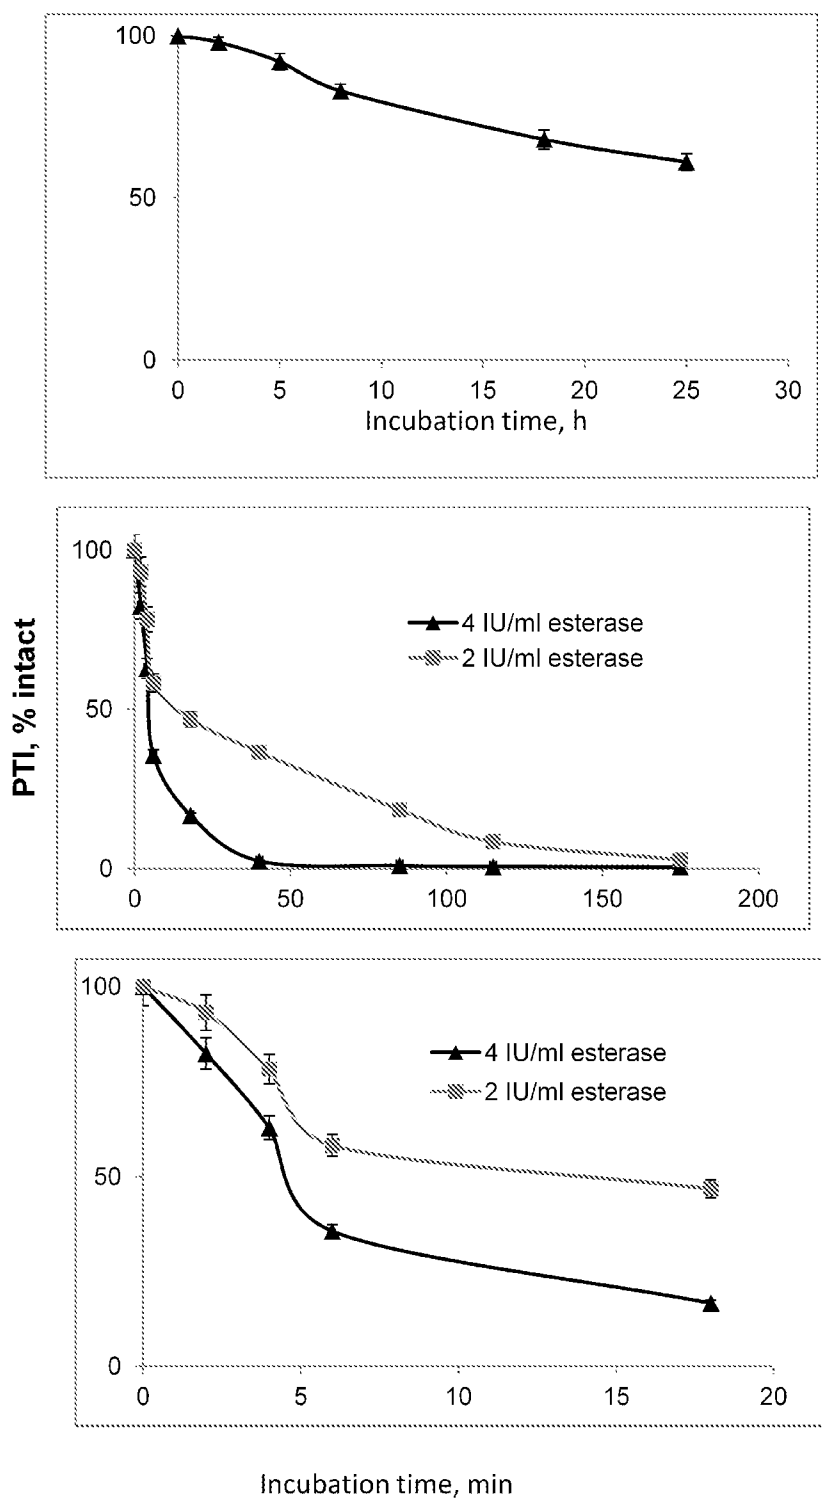 100
50
0
0 5 10 15 20 25 30
Incubation time, h
PTI, % intact
100
50
0
4 IU/ml esterase
2 IU/ml esterase
0 50 100 150 200
100
50
0
4 IU/ml esterase
2 IU/ml esterase
0 5 10 15 20
Incubation time, min